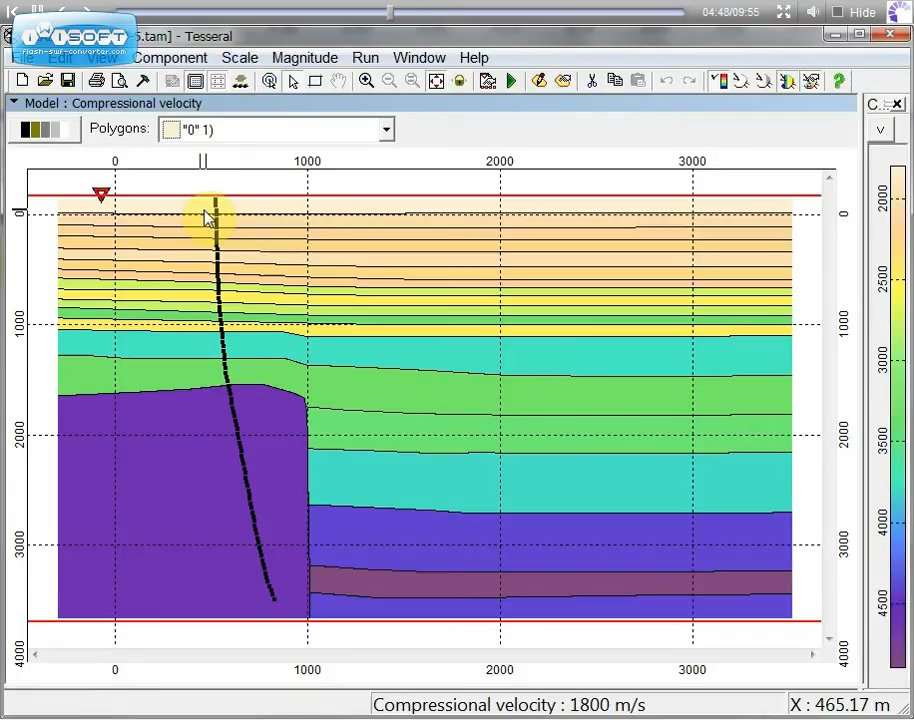 04:48/09:55 Hide
iWisoft
flash-swf-converter.com
5.tam] - Tesseral
File Edit View Component Scale Magnitude Run Window Help
Model : Compressional velocity
C...
Polygons: "0" 1)
0 1000 2000 3000
0 0
1000 1000
2000 2000
3000 3000
4000 4000
0 1000 2000 3000
2000
2500
3000
3500
4000
4500
Compressional velocity : 1800 m/s X : 465.17 m